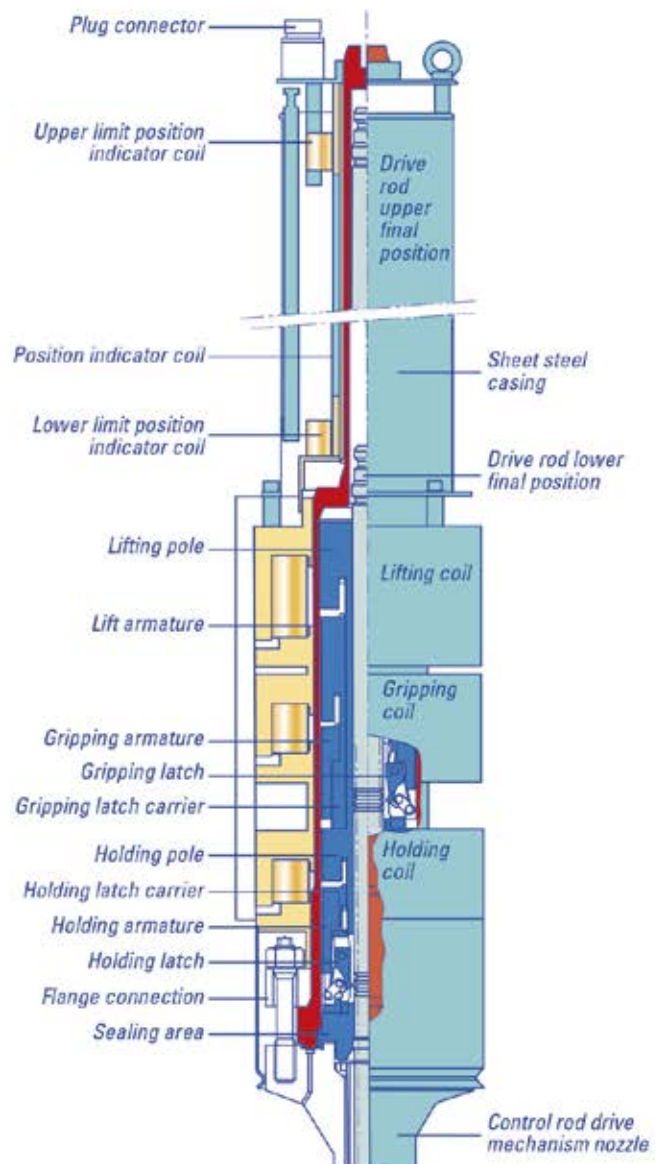 Plug connector
Upper limit position
indicator coil
Drive
rod
upper
final
position
Position indicator coil
Sheet steel
casing
Lower limit position
indicator coil
Drive rod lower
final position
Lifting pole
Lifting coil
Lift armature
Gripping
coil
Gripping armature
Gripping latch
Gripping latch carrier
Holding pole
Holding
coil
Holding latch carrier
Holding armature
Holding latch
Flange connection
Sealing area
Control rod drive
mechanism nozzle